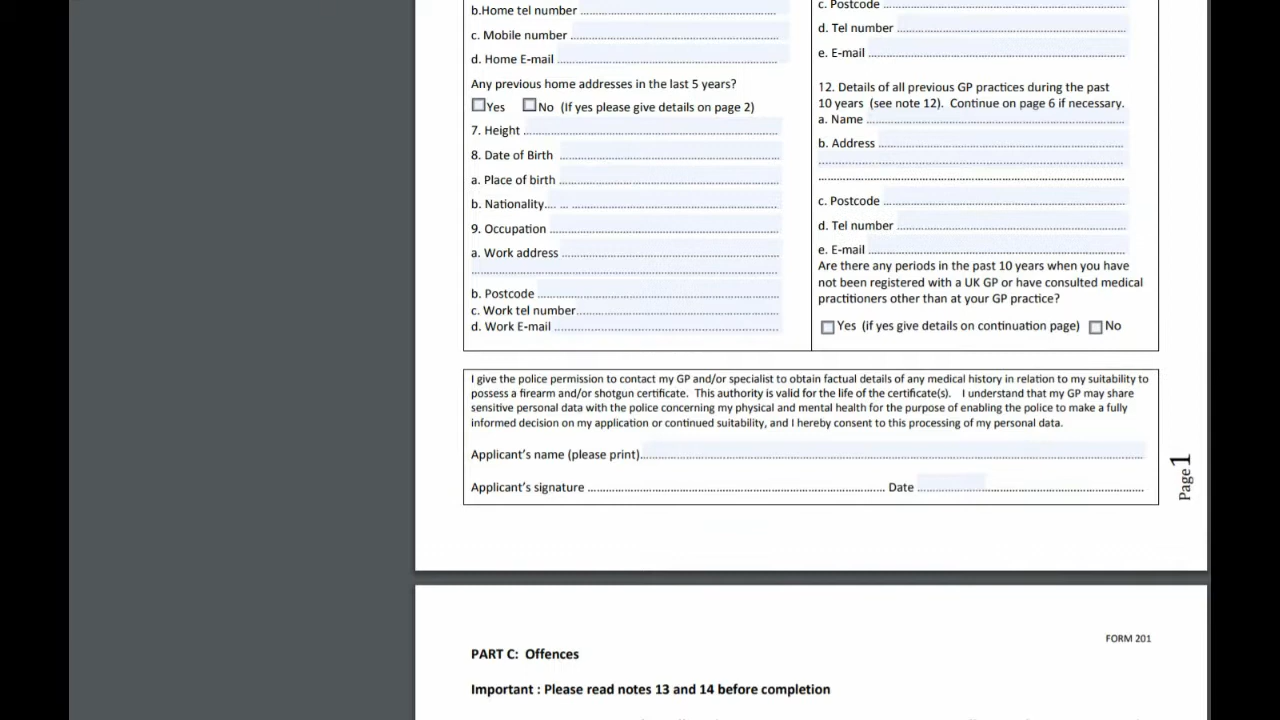 b.Home tel number
c. Mobile number
d. Home E-mail
Any previous home addresses in the last 5 years?
Yes No (If yes please give details on page 2)
7. Height
8. Date of Birth
a. Place of birth
b. Nationality
9. Occupation
a. Work address
b. Postcode
c. Work tel number
d. Work E-mail
c. Postcode
d. Tel number
e. E-mail
12. Details of all previous GP practices during the past
10 years (see note 12). Continue on page 6 if necessary.
a. Name
b. Address
c. Postcode
d. Tel number
e. E-mail
Are there any periods in the past 10 years when you have
not been registered with a UK GP or have consulted medical
practitioners other than at your GP practice?
Yes (if yes give details on continuation page) No
I give the police permission to contact my GP and/or specialist to obtain factual details of any medical history in relation to my suitability to
possess a firearm and/or shotgun certificate. This authority is valid for the life of the certificate(s). I understand that my GP may share
sensitive personal data with the police concerning my physical and mental health for the purpose of enabling the police to make a fully
informed decision on my application or continued suitability, and I hereby consent to this processing of my personal data.
Applicant's name (please print)
Applicant's signature Date
Page 1
FORM 201
PART C: Offences
Important : Please read notes 13 and 14 before completion